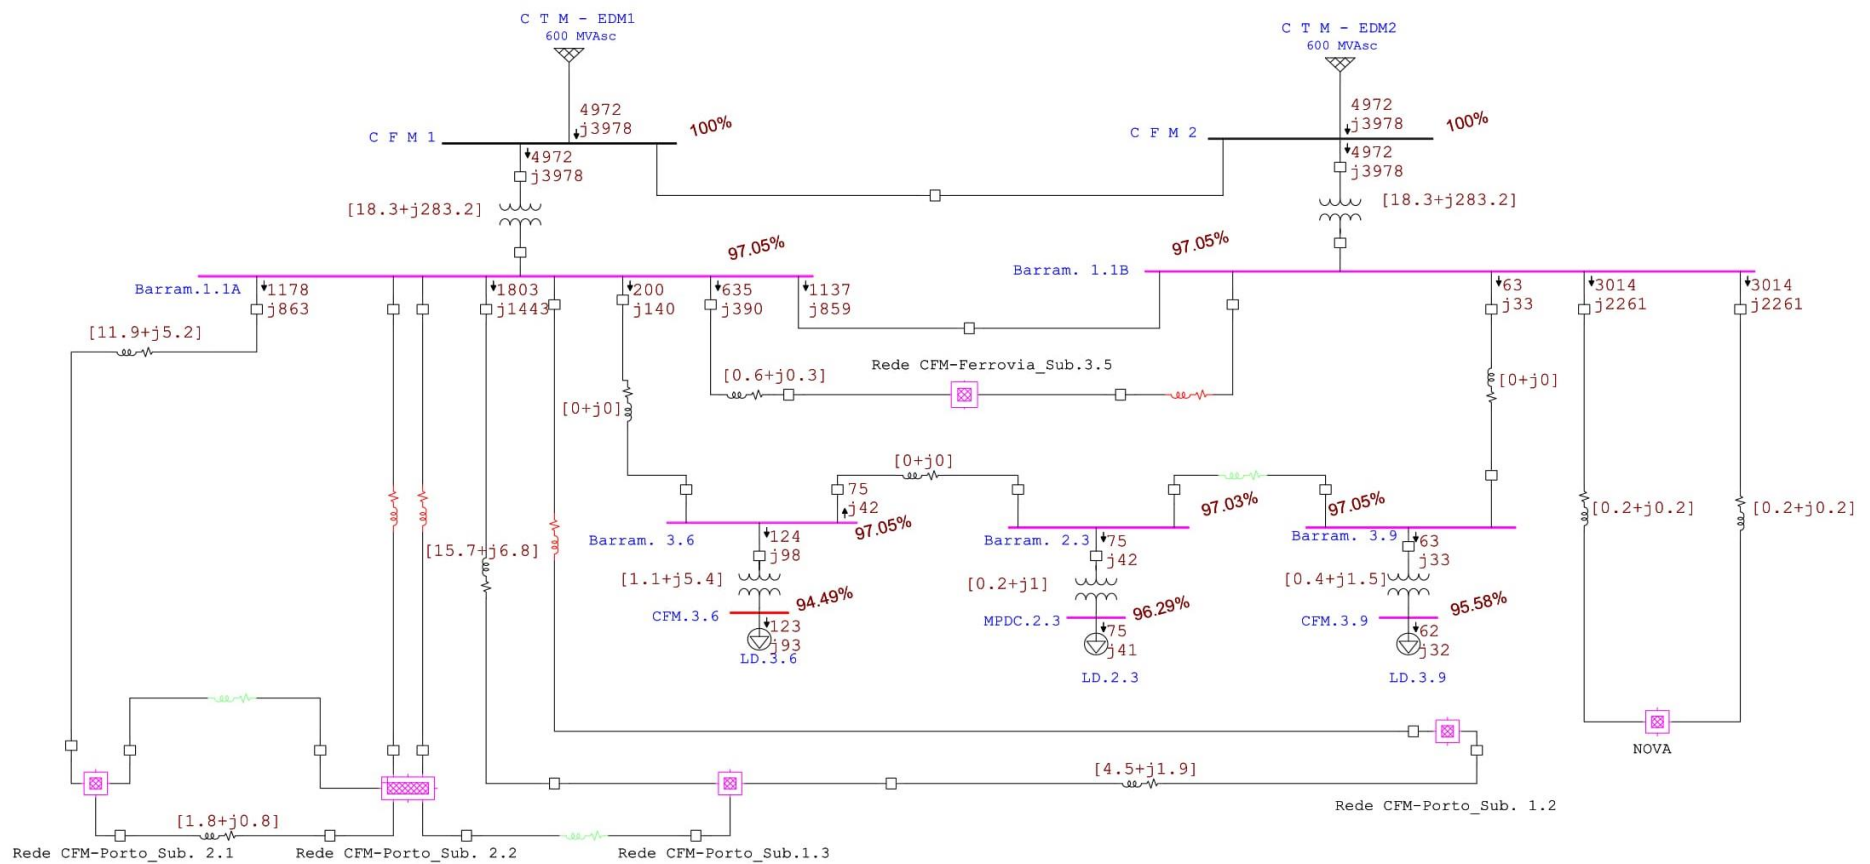 C T M - EDM1
600 MVAsc
C T M - EDM2
600 MVAsc
4972
j3978
100%
C F M 1
4972
j3978
[18.3+j283.2]
4972
j3978
100%
C F M 2
4972
j3978
[18.3+j283.2]
97.05%
Barram.1.1A
97.05%
Barram. 1.1B
1178
j863
1803
j1443
200
j140
635
j390
1137
j859
63
j33
3014
j2261
3014
j2261
[11.9+j5.2]
Rede CFM-Ferrovia_Sub.3.5
[0.6+j0.3]
[0+j0]
[0+j0]
[0+j0]
75
j42
97.05%
97.03%
97.05%
[0.2+j0.2]
[0.2+j0.2]
Barram. 3.6
124
j98
Barram. 2.3
75
j42
Barram. 3.9
63
j33
[15.7+j6.8]
[1.1+j5.4]
[0.2+j1]
[0.4+j1.5]
94.49%
96.29%
95.58%
CFM.3.6
123
j93
LD.3.6
MPDC.2.3
75
j41
LD.2.3
CFM.3.9
62
j32
LD.3.9
NOVA
[4.5+j1.9]
Rede CFM-Porto_Sub. 1.2
[1.8+j0.8]
Rede CFM-Porto_Sub. 2.1
Rede CFM-Porto_Sub. 2.2
Rede CFM-Porto_Sub.1.3